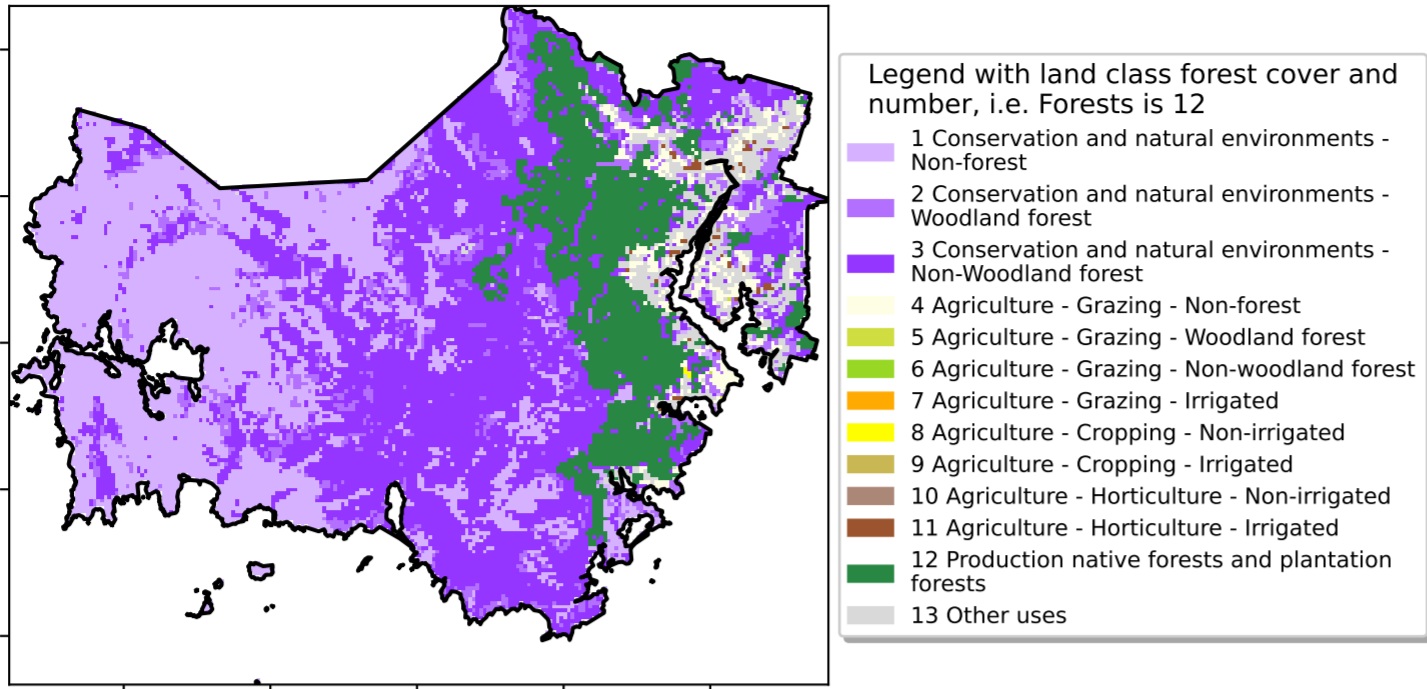 Legend with land class forest cover and
number, i.e. Forests is 12
1 Conservation and natural environments -
Non-forest
2 Conservation and natural environments -
Woodland forest
3 Conservation and natural environments -
Non-Woodland forest
4 Agriculture - Grazing - Non-forest
5 Agriculture - Grazing - Woodland forest
6 Agriculture - Grazing - Non-woodland forest
7 Agriculture - Grazing - Irrigated
8 Agriculture - Cropping - Non-irrigated
9 Agriculture - Cropping - Irrigated
10 Agriculture - Horticulture - Non-irrigated
11 Agriculture - Horticulture - Irrigated
12 Production native forests and plantation
forests
13 Other uses